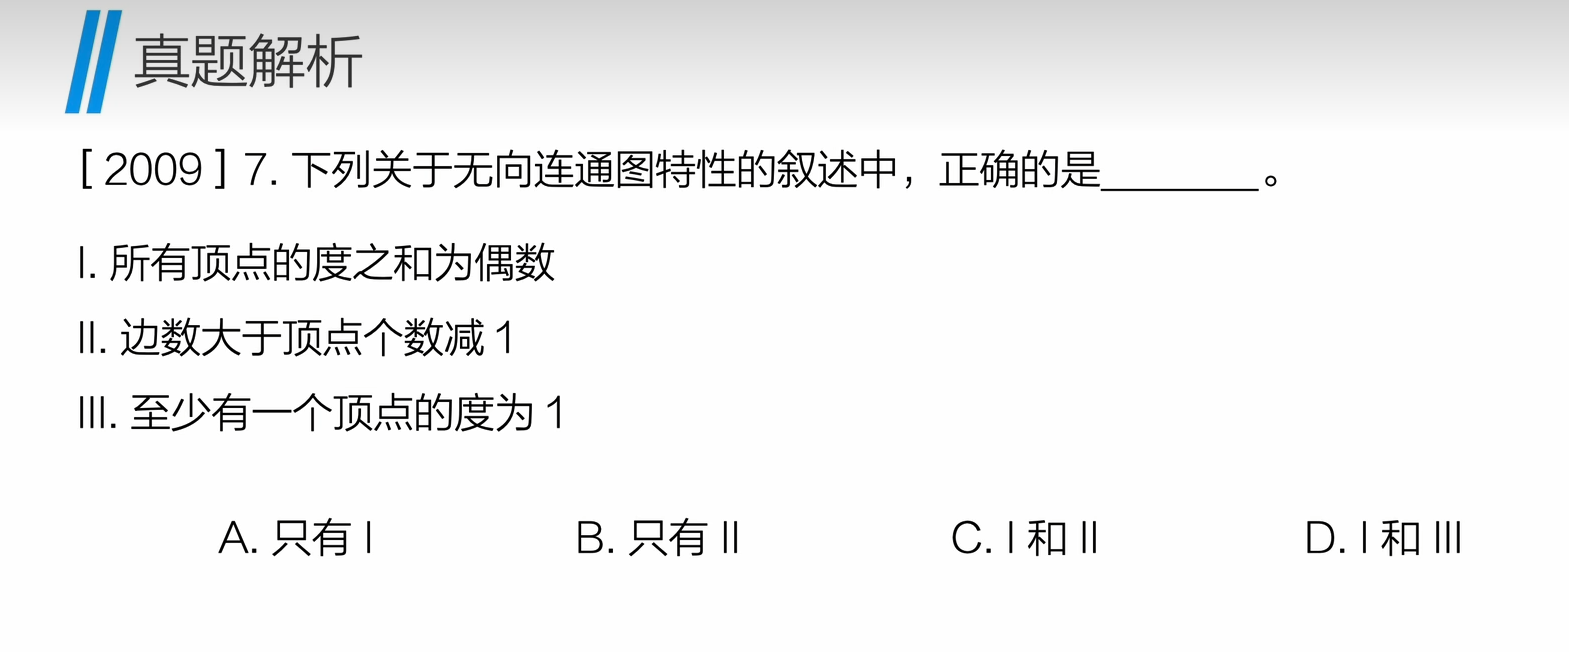 真题解析
[ 2009 ] 7. 下列关于无向连通图特性的叙述中，正确的是_______。
I. 所有顶点的度之和为偶数
II. 边数大于顶点个数减 1
III. 至少有一个顶点的度为 1
A. 只有 I B. 只有 II C. I 和 II D. I 和 III